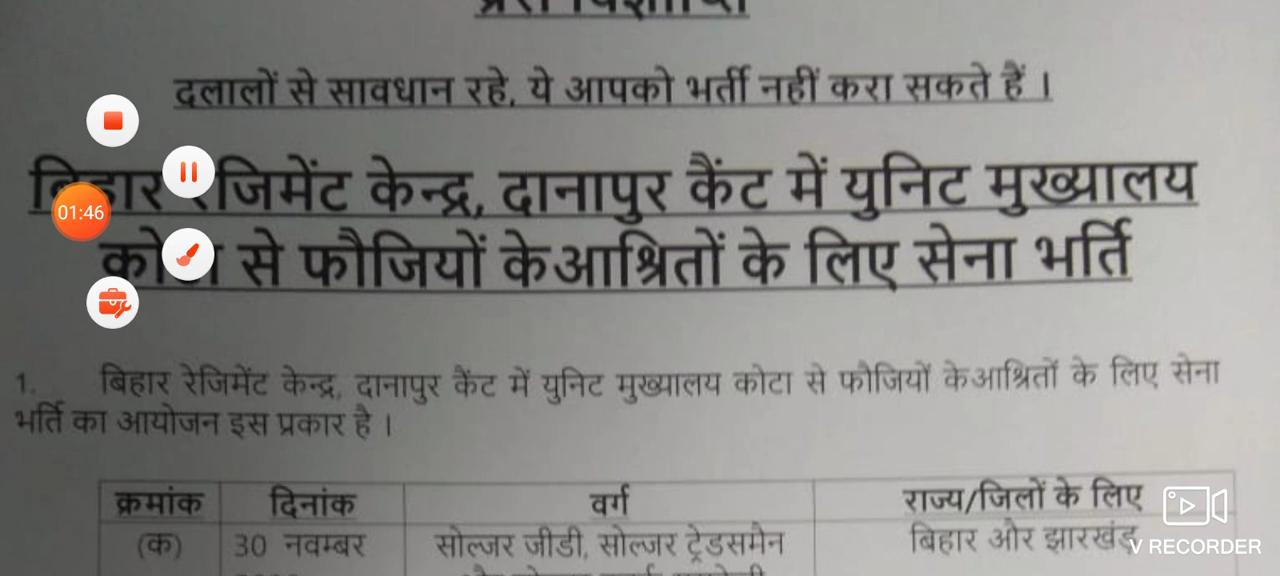 दलालों से सावधान रहे, ये आपको भर्ती नहीं करा सकते हैं ।
बिहार रेजिमेंट केन्द्र, दानापुर कैंट में युनिट मुख्यालय
कोटा से फौजियों केआश्रितों के लिए सेना भर्ति
01:46
1. बिहार रेजिमेंट केन्द्र, दानापुर कैंट में युनिट मुख्यालय कोटा से फौजियों केआश्रितों के लिए सेना
भर्ति का आयोजन इस प्रकार है ।
क्रमांक दिनांक वर्ग राज्य/जिलों के लिए
(क) 30 नवम्बर सोल्जर जीडी, सोल्जर ट्रेडसमैन बिहार और झारखंड
V RECORDER